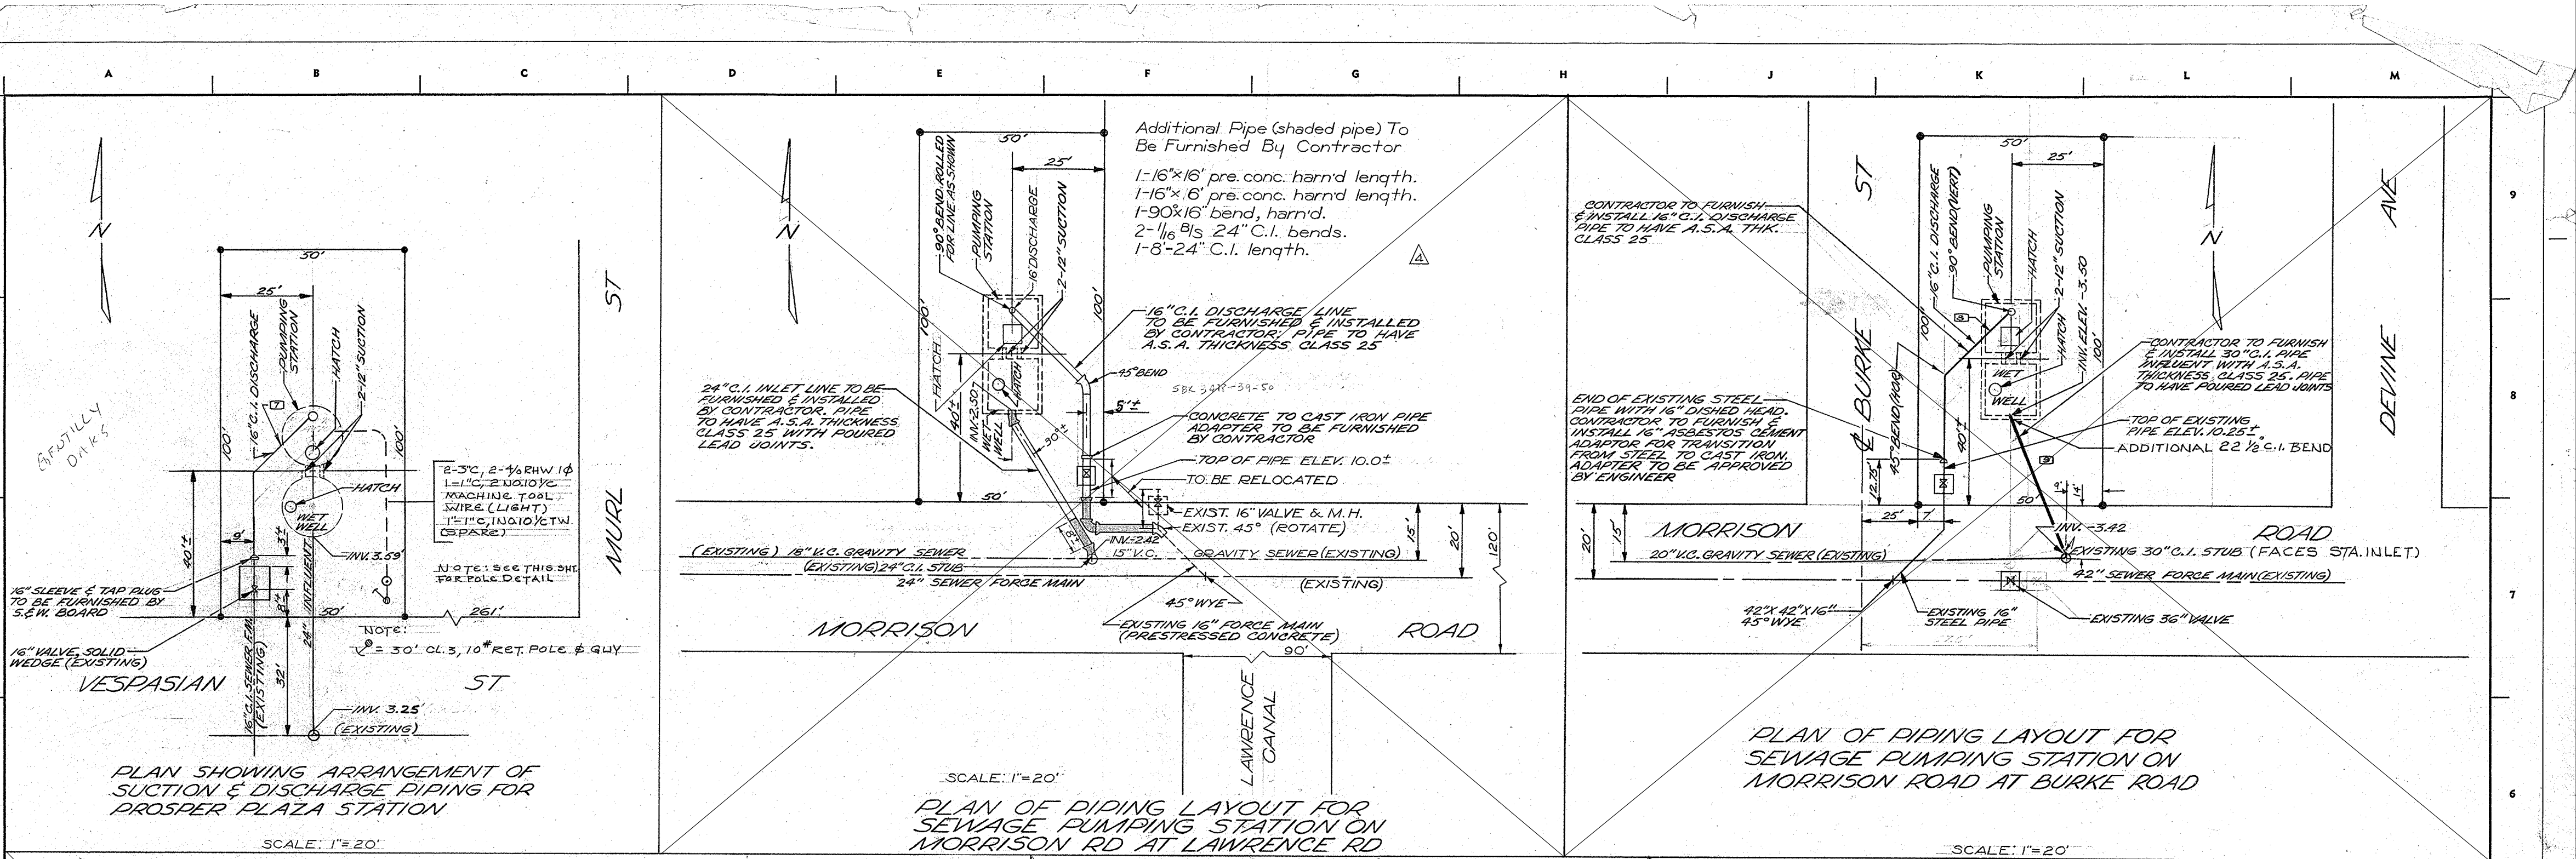 A B C D E F G H J K L M
9
8
7
6
N
50'
25'
16" C.I. DISCHARGE
PUMPING
STATION
HATCH
2-12" SUCTION
7
100'
100'
GENTILLY
OAKS
HATCH
WET
WELL
2-3"C, 2-4/0 RHW 1Ø
1-1"C, 2 NO.10 1/C
MACHINE TOOL
WIRE (LIGHT)
1"-1"C, 1NO.10 1/C TW
(SPARE)
NOTE: SEE THIS SHT.
FOR POLE DETAIL
MURL ST
40'±
9'
3'±
8'±
INV. 3.59'
16" SLEEVE & TAP PLUG
TO BE FURNISHED BY
S.&W. BOARD
24" INFLUENT
50'
261'
NOTE:
= 30' CL.3, 10# RET. POLE & GUY
16" VALVE, SOLID
WEDGE (EXISTING)
16" C.I. SEWER F.M.
(EXISTING)
32'
VESPASIAN ST
INV. 3.25'
(EXISTING)
PLAN SHOWING ARRANGEMENT OF
SUCTION & DISCHARGE PIPING FOR
PROSPER PLAZA STATION
SCALE: 1"=20'
N
50'
25'
90° BEND, ROLLED
FOR LINE AS SHOWN
PUMPING
STATION
16" DISCHARGE
2-12" SUCTION
Additional Pipe (shaded pipe) To
Be Furnished By Contractor
1-16"x16' pre. conc. harn'd length.
1-16"x 6' pre. conc. harn'd length.
1-90°x16" bend, harn'd.
2-1/16 B/S 24" C.I. bends.
1-8'-24" C.I. length.
4
100'
100'
16" C.I. DISCHARGE LINE
TO BE FURNISHED & INSTALLED
BY CONTRACTOR; PIPE TO HAVE
A.S.A. THICKNESS CLASS 25
HATCH
HATCH
45° BEND
24" C.I. INLET LINE TO BE
FURNISHED & INSTALLED
BY CONTRACTOR. PIPE
TO HAVE A.S.A. THICKNESS
CLASS 25 WITH POURED
LEAD JOINTS.
40'±
INV.-2.507
WET
WELL
30'±
5'±
CONCRETE TO CAST IRON PIPE
ADAPTER TO BE FURNISHED
BY CONTRACTOR
TOP OF PIPE ELEV. 10.0±
TO BE RELOCATED
50'
EXIST. 16" VALVE & M.H.
EXIST. 45° (ROTATE)
8'±
INV.-2.42
15' 20' 120'
(EXISTING) 18" V.C. GRAVITY SEWER
15" V.C. GRAVITY SEWER (EXISTING)
(EXISTING) 24" C.I. STUB
24" SEWER FORCE MAIN (EXISTING)
45° WYE
EXISTING 16" FORCE MAIN
(PRESTRESSED CONCRETE)
MORRISON ROAD
90'
LAWRENCE
CANAL
SCALE: 1"=20'
PLAN OF PIPING LAYOUT FOR
SEWAGE PUMPING STATION ON
MORRISON RD AT LAWRENCE RD
CONTRACTOR TO FURNISH
& INSTALL 16" C.I. DISCHARGE
PIPE TO HAVE A.S.A. THK.
CLASS 25
℄ BURKE ST
50'
25'
16" C.I. DISCHARGE
90° BEND (VERT)
PUMPING
STATION
HATCH
2-12" SUCTION
HATCH
INV. ELEV. -3.50
N
DEVINE AVE
100'
100'
WET
WELL
CONTRACTOR TO FURNISH
& INSTALL 30" C.I. PIPE
INFLUENT WITH A.S.A.
THICKNESS CLASS 25. PIPE
TO HAVE POURED LEAD JOINTS
END OF EXISTING STEEL
PIPE WITH 16" DISHED HEAD.
CONTRACTOR TO FURNISH &
INSTALL 16" ASBESTOS CEMENT
ADAPTOR FOR TRANSITION
FROM STEEL TO CAST IRON.
ADAPTER TO BE APPROVED
BY ENGINEER
45° BEND (HOR)
40'±
12.75'
TOP OF EXISTING
PIPE ELEV. 10.25±
ADDITIONAL 22 ½° C.I. BEND
9' 14'
50'
25' 7'
20' 15'
MORRISON ROAD
INV. -3.42
20" V.C. GRAVITY SEWER (EXISTING)
EXISTING 30" C.I. STUB (FACES STA. INLET)
42" SEWER FORCE MAIN (EXISTING)
42"X 42"X 16"
45° WYE
EXISTING 16"
STEEL PIPE
EXISTING 36" VALVE
PLAN OF PIPING LAYOUT FOR
SEWAGE PUMPING STATION ON
MORRISON ROAD AT BURKE ROAD
SCALE: 1"=20'